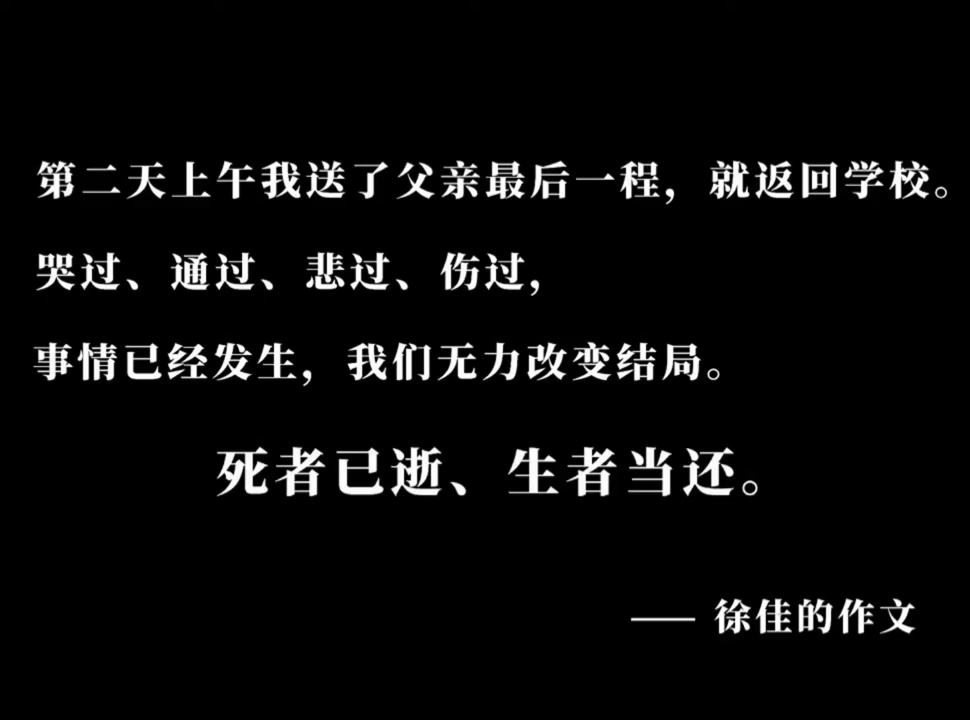 第二天上午我送了父亲最后一程，就返回学校。
哭过、通过、悲过、伤过，
事情已经发生，我们无力改变结局。
死者已逝、生者当还。
—— 徐佳的作文